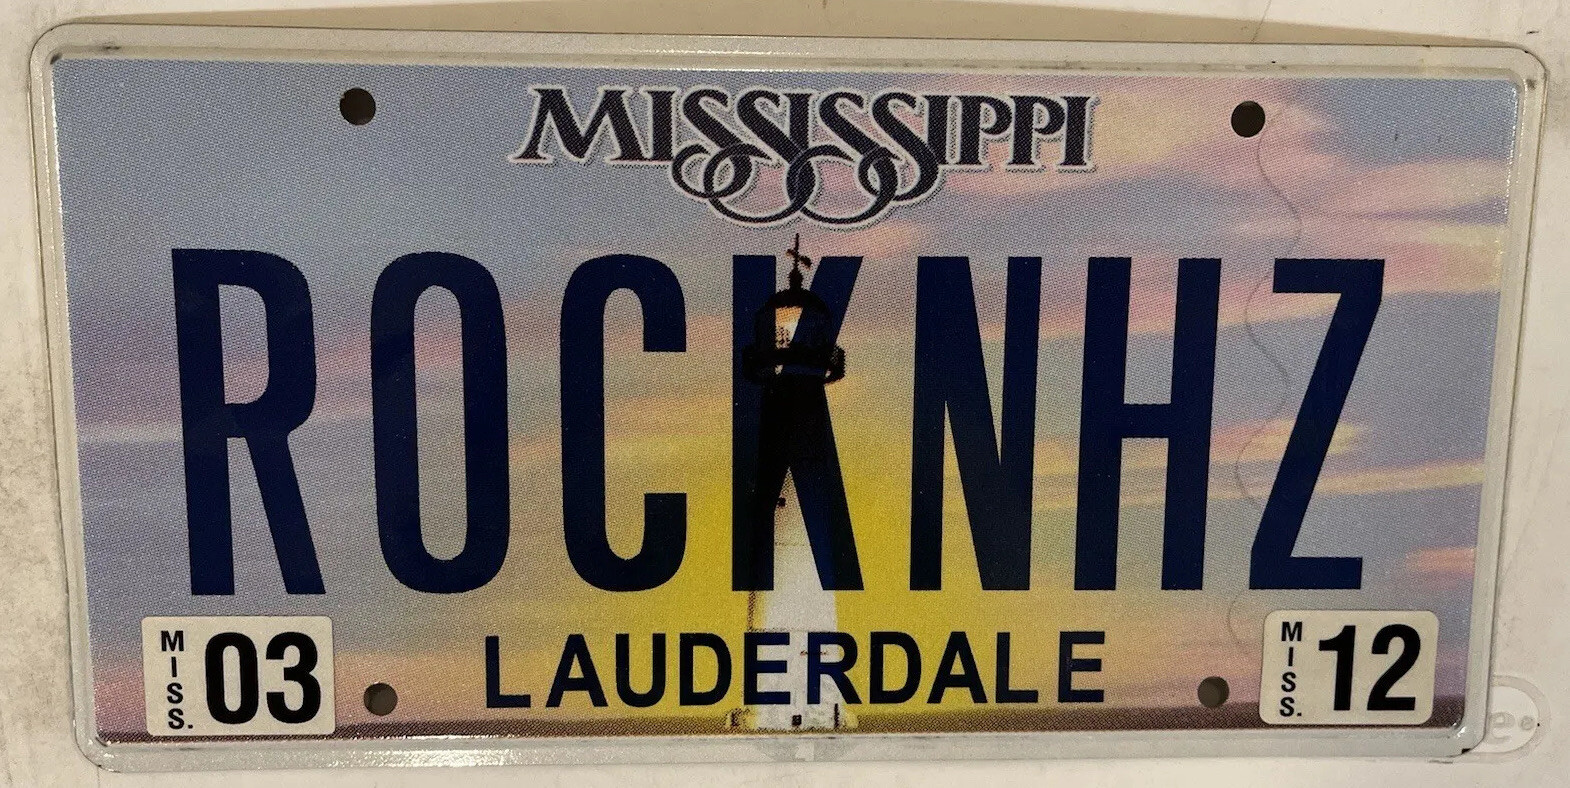 MISSISSIPPI
ROCKNHZ
MISS. 03
LAUDERDALE
MISS. 12
e